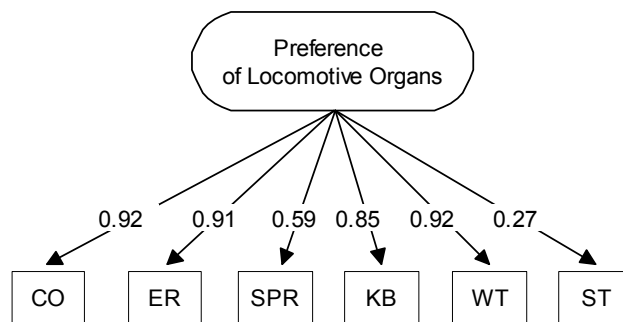 Preference
of Locomotive Organs
0.92 0.91 0.59 0.85 0.92 0.27
CO ER SPR KB WT ST